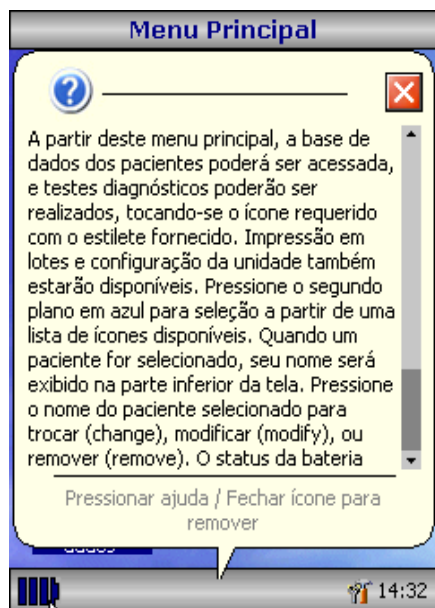 Menu Principal
A partir deste menu principal, a base de
dados dos pacientes poderá ser acessada,
e testes diagnósticos poderão ser
realizados, tocando-se o ícone requerido
com o estilete fornecido. Impressão em
lotes e configuração da unidade também
estarão disponíveis. Pressione o segundo
plano em azul para seleção a partir de uma
lista de ícones disponíveis. Quando um
paciente for selecionado, seu nome será
exibido na parte inferior da tela. Pressione
o nome do paciente selecionado para
trocar (change), modificar (modify), ou
remover (remove). O status da bateria
Pressionar ajuda / Fechar ícone para
remover
dados
14:32